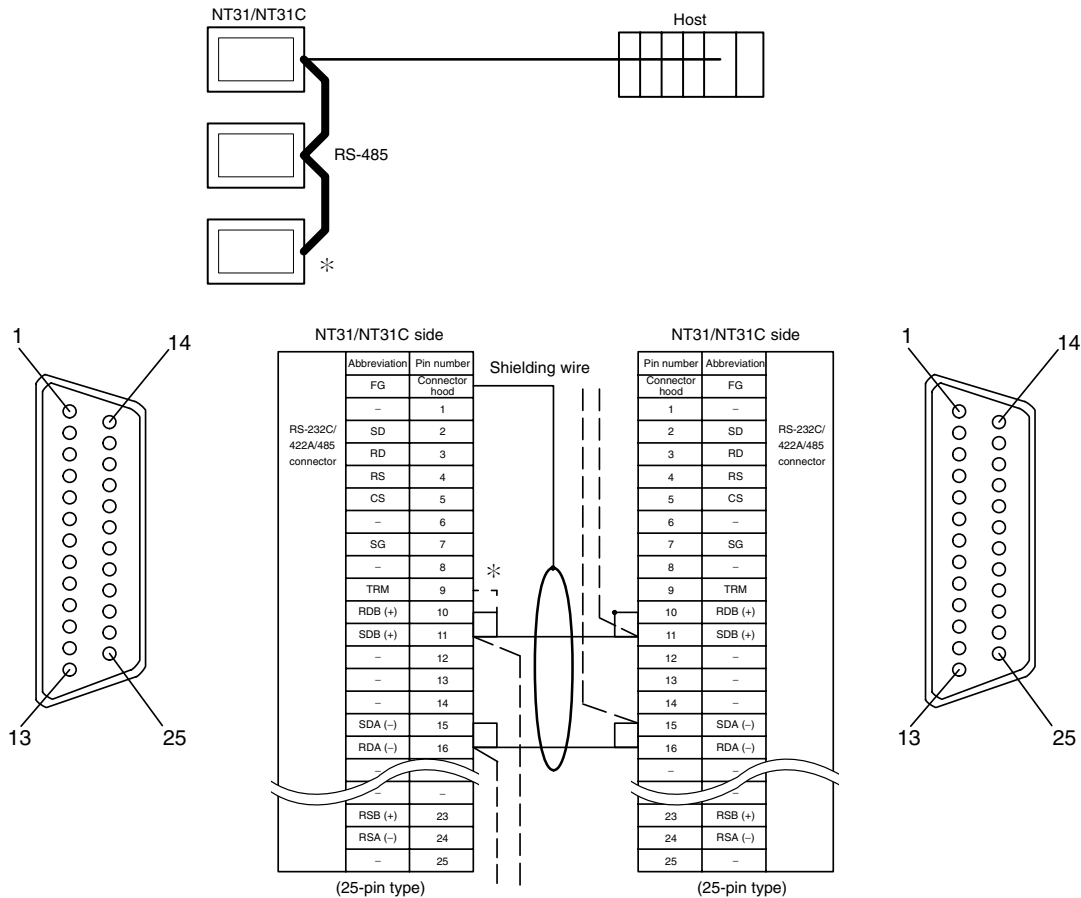 NT31/NT31C
Host
RS-485
*
1
14
13
25
NT31/NT31C side
Abbreviation Pin number
FG Connector hood
– 1
RS-232C/
422A/485
connector
SD 2
RD 3
RS 4
CS 5
– 6
SG 7
– 8
TRM 9
RDB (+) 10
SDB (+) 11
– 12
– 13
– 14
SDA (–) 15
RDA (–) 16
–
– –
RSB (+) 23
RSA (–) 24
– 25
(25-pin type)
Shielding wire
*
NT31/NT31C side
Pin number Abbreviation
Connector hood FG
1 –
2 SD
3 RD
4 RS
5 CS
6 –
7 SG
8 –
9 TRM
10 RDB (+)
11 SDB (+)
12 –
13 –
14 –
15 SDA (–)
16 RDA (–)
– –
– –
23 RSB (+)
24 RSA (–)
25 –
RS-232C/
422A/485
connector
(25-pin type)
1
14
13
25